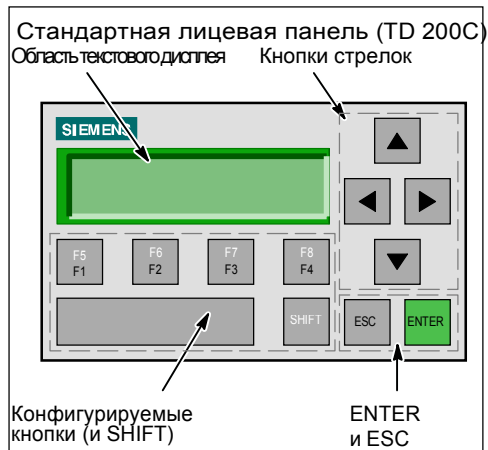 Стандартная лицевая панель (TD 200C)
Область текстового дисплея
Кнопки стрелок
SIEMENS
F5
F1
F6
F2
F7
F3
F8
F4
SHIFT
ESC
ENTER
Конфигурируемые
кнопки (и SHIFT)
ENTER
и ESC